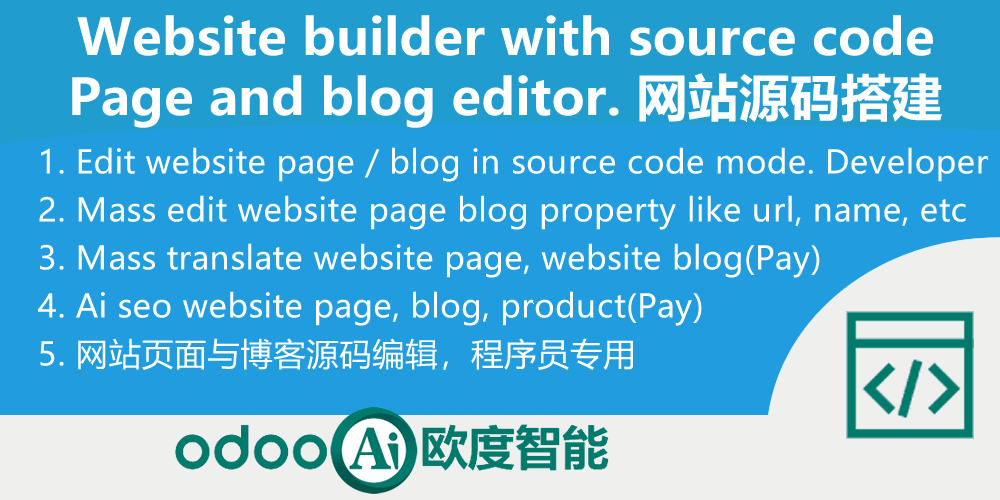 Website builder with source code
Page and blog editor. 网站源码搭建
1. Edit website page / blog in source code mode. Developer
2. Mass edit website page blog property like url, name, etc
3. Mass translate website page, website blog(Pay)
4. Ai seo website page, blog, product(Pay)
5. 网站页面与博客源码编辑，程序员专用
</>
odoo Ai 欧度智能